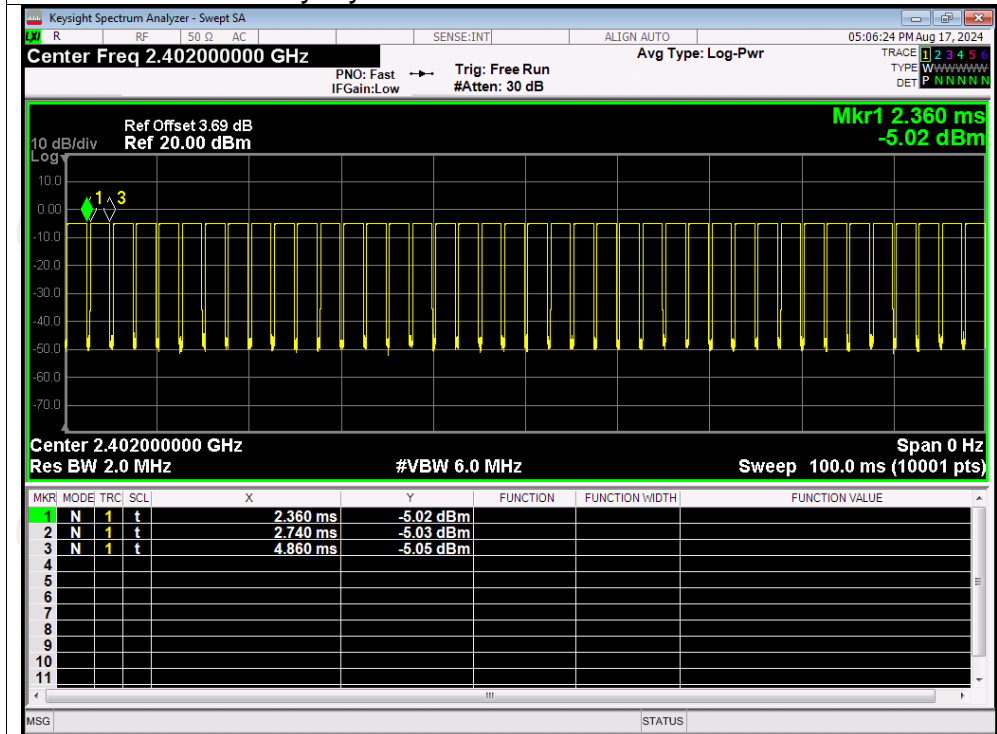 Keysight Spectrum Analyzer - Swept SA
LXI R RF 50 Ω AC SENSE:INT ALIGN AUTO 05:06:24 PM Aug 17, 2024
Center Freq 2.402000000 GHz Avg Type: Log-Pwr TRACE 1 2 3 4 5 6
PNO: Fast Trig: Free Run TYPE WWWWWW
IFGain:Low #Atten: 30 dB DET P N N N N N
Mkr1 2.360 ms
-5.02 dBm
Ref Offset 3.69 dB
10 dB/div Ref 20.00 dBm
Log
10.0
1 3
0.00
-10.0
-20.0
-30.0
-40.0
-50.0
-60.0
-70.0
Center 2.402000000 GHz Span 0 Hz
Res BW 2.0 MHz #VBW 6.0 MHz Sweep 100.0 ms (10001 pts)
MKR MODE TRC SCL X Y FUNCTION FUNCTION WIDTH FUNCTION VALUE
1 N 1 t 2.360 ms -5.02 dBm
2 N 1 t 2.740 ms -5.03 dBm
3 N 1 t 4.860 ms -5.05 dBm
4
5
6
7
8
9
10
11
MSG STATUS